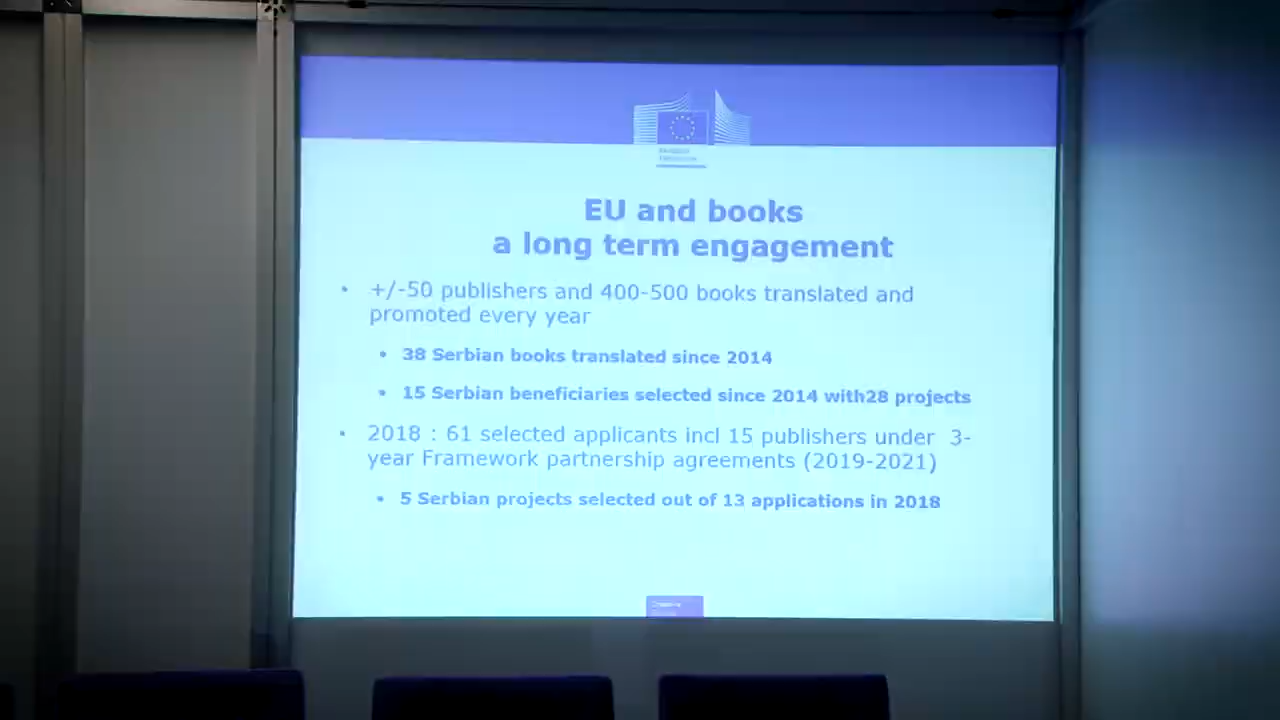 EU and books
a long term engagement
• +/-50 publishers and 400-500 books translated and
promoted every year
• 38 Serbian books translated since 2014
• 15 Serbian beneficiaries selected since 2014 with28 projects
• 2018 : 61 selected applicants incl 15 publishers under 3-
year Framework partnership agreements (2019-2021)
• 5 Serbian projects selected out of 13 applications in 2018